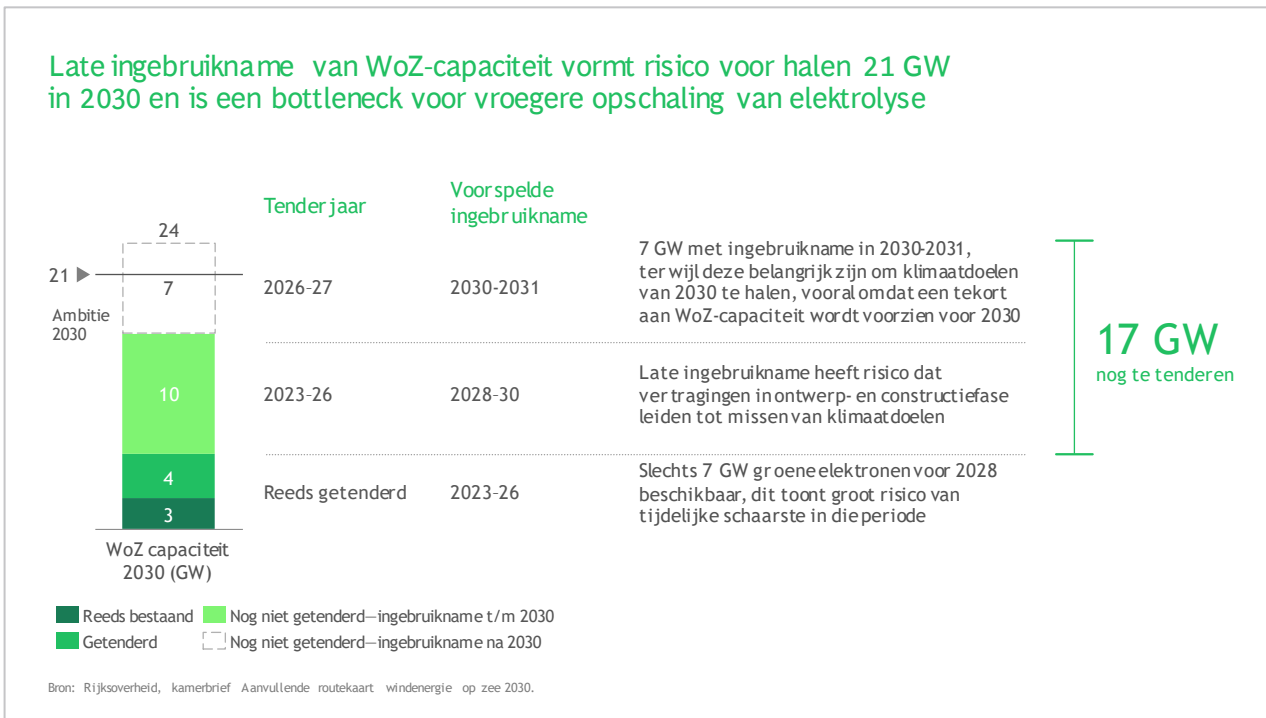 Late ingebruikname van WoZ-capaciteit vormt risico voor halen 21 GW
in 2030 en is een bottleneck voor vroegere opschaling van elektrolyse
Tender jaar
Voorspelde
ingebruikname
24
21
7
Ambitie
2030
10
4
3
WoZ capaciteit
2030 (GW)
2026-27
2030-2031
7 GW met ingebruikname in 2030-2031,
terwijl deze belangrijk zijn om klimaatdoelen
van 2030 te halen, vooral omdat een tekort
aan WoZ-capaciteit wordt voorzien voor 2030
2023-26
2028-30
Late ingebruikname heeft risico dat
vertragingen in ontwerp- en constructiefase
leiden tot missen van klimaatdoelen
Reeds getenderd
2023-26
Slechts 7 GW groene elektronen voor 2028
beschikbaar, dit toont groot risico van
tijdelijke schaarste in die periode
17 GW
nog te tenderen
Reeds bestaand
Nog niet getenderd—ingebruikname t/m 2030
Getenderd
Nog niet getenderd—ingebruikname na 2030
Bron: Rijksoverheid, kamerbrief Aanvullende routekaart windenergie op zee 2030.